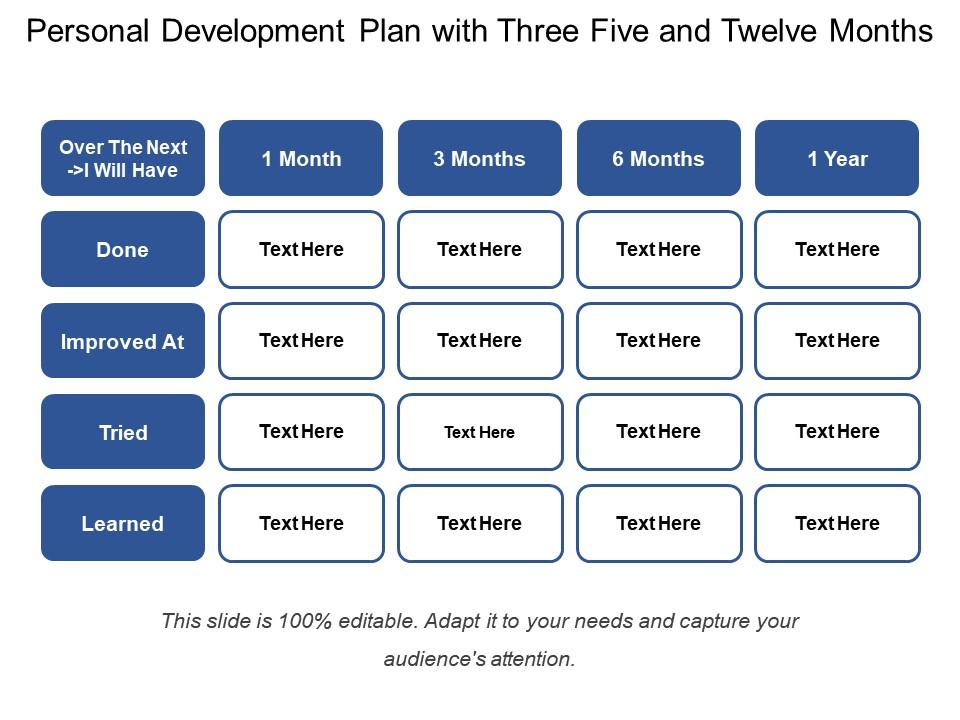 Personal Development Plan with Three Five and Twelve Months
Over The Next
->I Will Have
1 Month
3 Months
6 Months
1 Year
Done
Text Here
Text Here
Text Here
Text Here
Improved At
Text Here
Text Here
Text Here
Text Here
Tried
Text Here
Text Here
Text Here
Text Here
Learned
Text Here
Text Here
Text Here
Text Here
This slide is 100% editable. Adapt it to your needs and capture your
audience's attention.